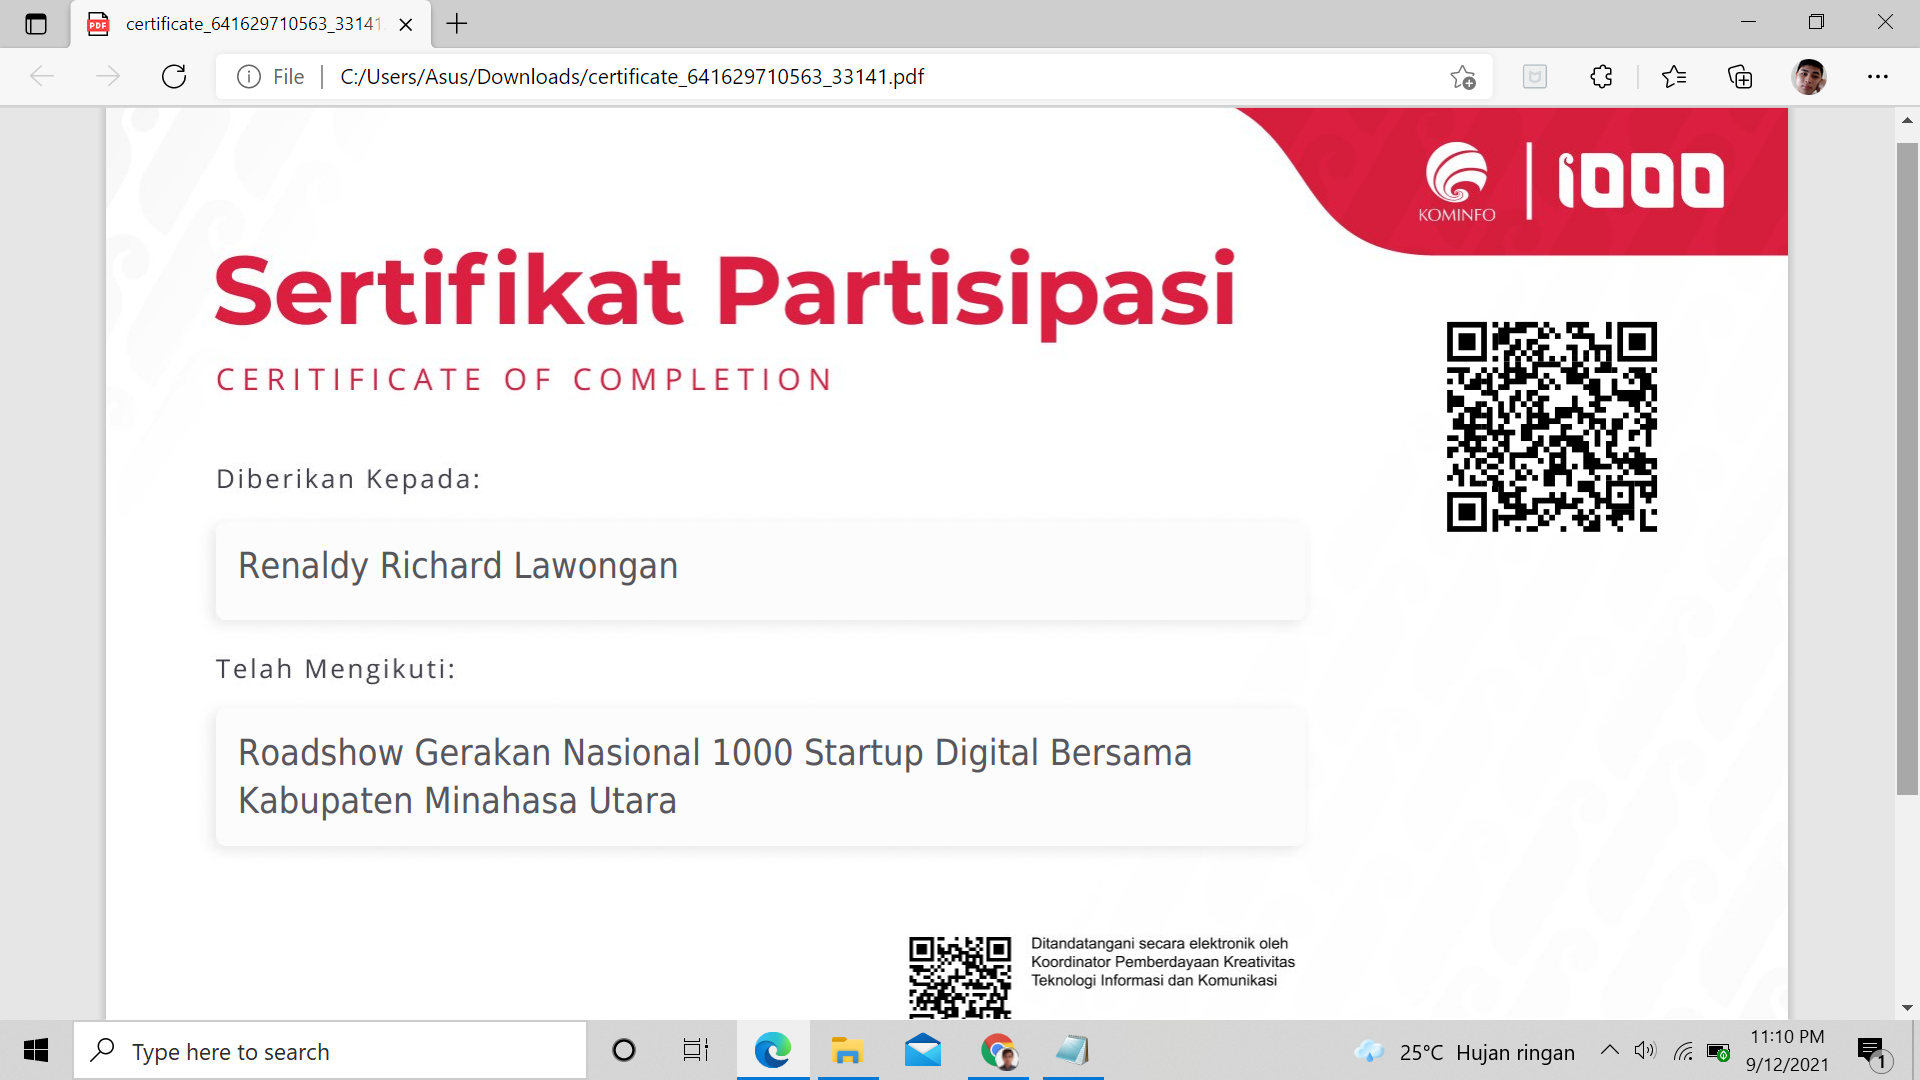 certificate_641629710563_33141
File
C:/Users/Asus/Downloads/certificate_641629710563_33141.pdf
KOMINFO
1000
Sertifikat Partisipasi
CERITIFICATE OF COMPLETION
Diberikan Kepada:
Renaldy Richard Lawongan
Telah Mengikuti:
Roadshow Gerakan Nasional 1000 Startup Digital Bersama
Kabupaten Minahasa Utara
Ditandatangani secara elektronik oleh
Koordinator Pemberdayaan Kreativitas
Teknologi Informasi dan Komunikasi
Type here to search
25°C Hujan ringan
11:10 PM
9/12/2021
1